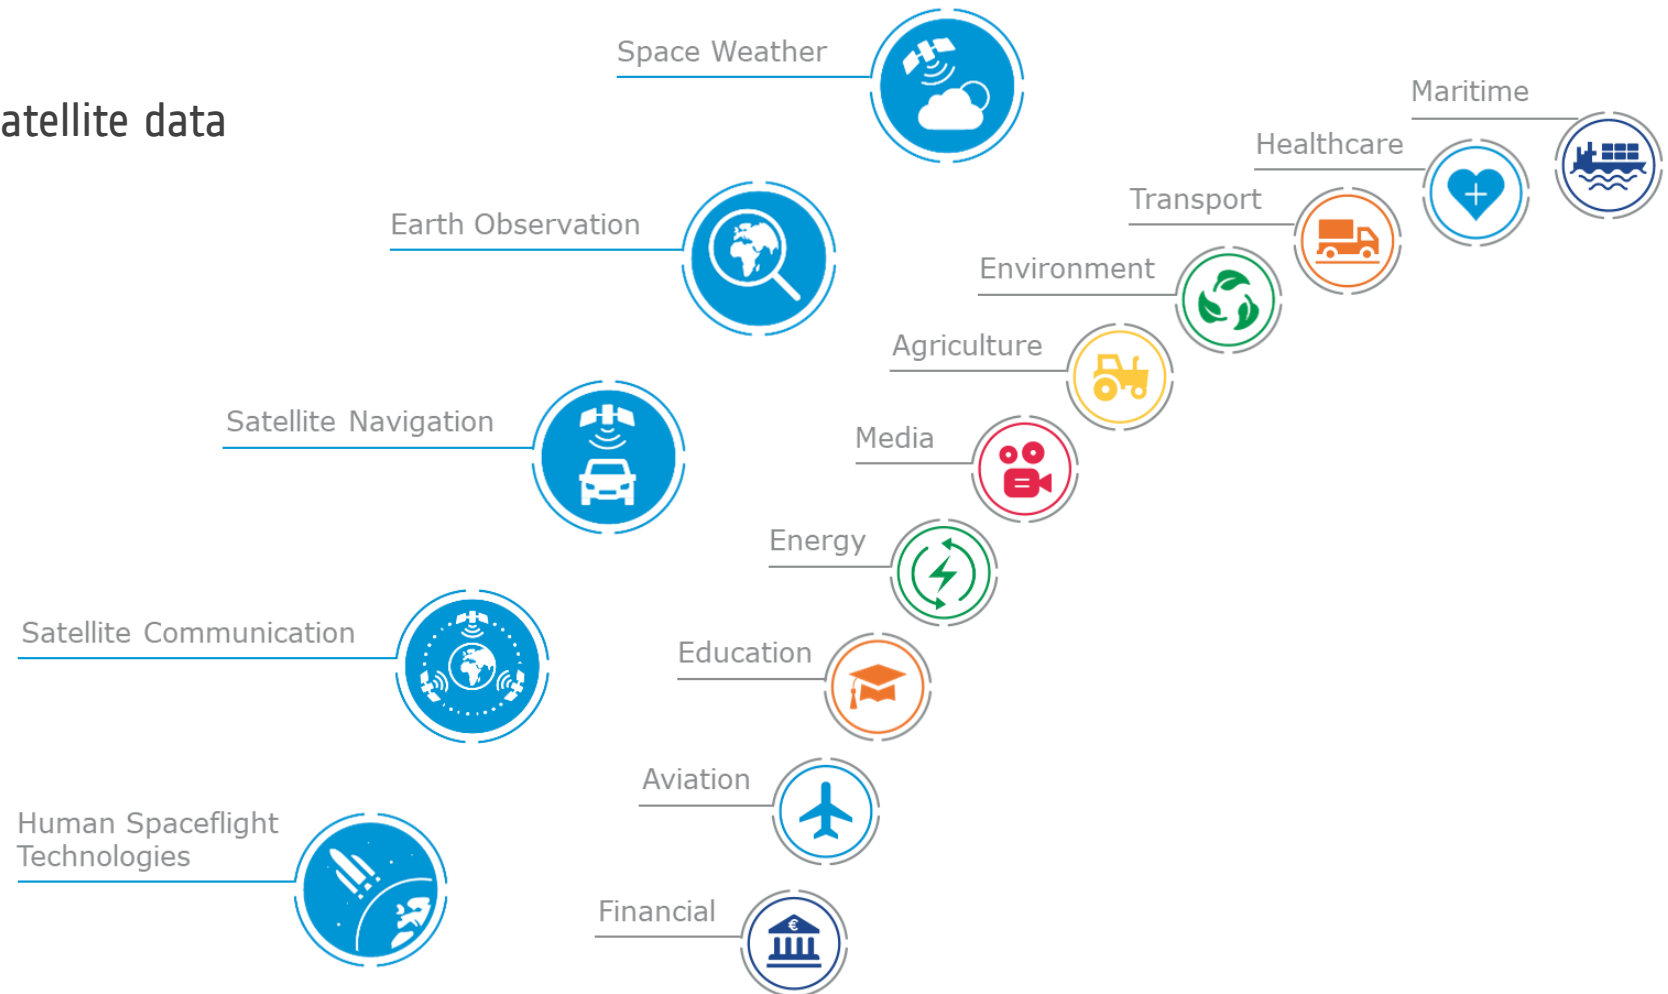 Space Weather
atellite data
Maritime
Healthcare
Transport
Earth Observation
Environment
Agriculture
Satellite Navigation
Media
Energy
Satellite Communication
Education
Aviation
Human Spaceflight
Technologies
Financial
€